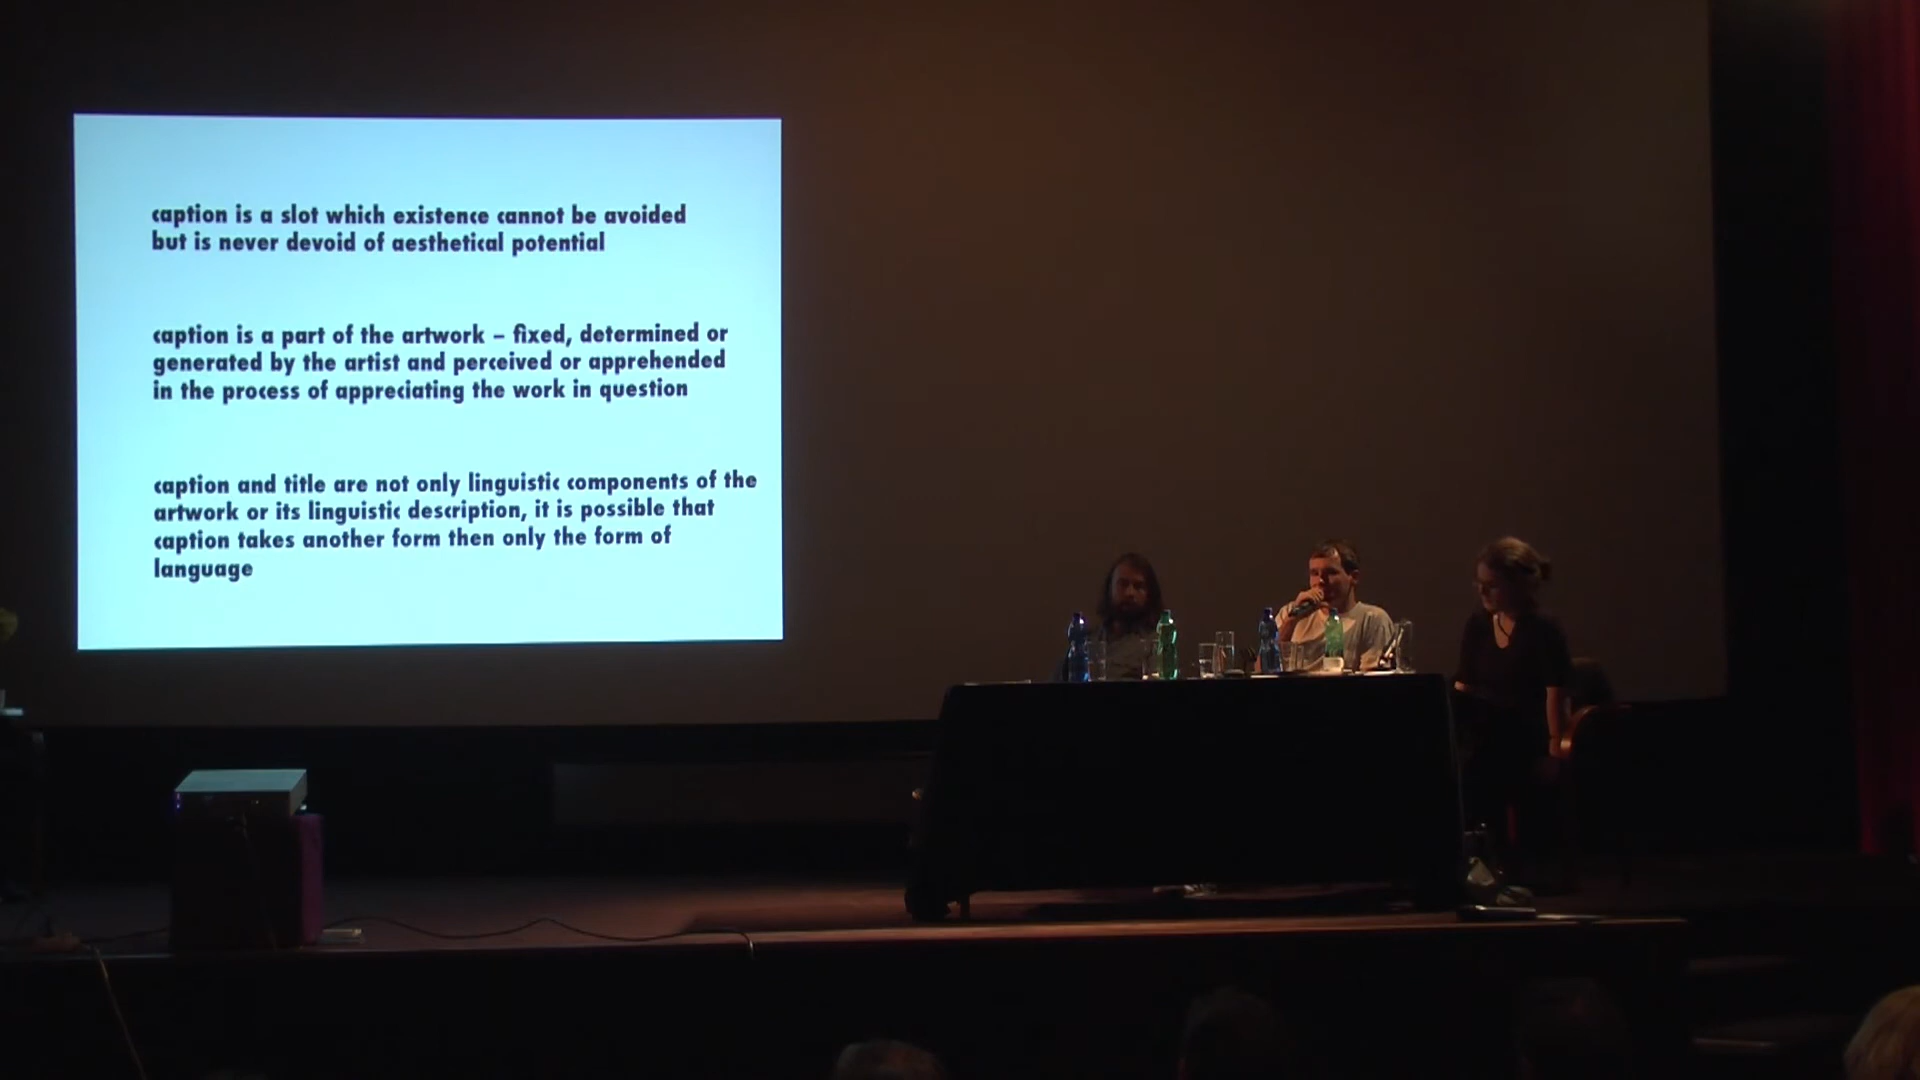 caption is a slot which existence cannot be avoided
but is never devoid of aesthetical potential
caption is a part of the artwork – fixed, determined or
generated by the artist and perceived or apprehended
in the process of appreciating the work in question
caption and title are not only linguistic components of the
artwork or its linguistic description, it is possible that
caption takes another form then only the form of
language